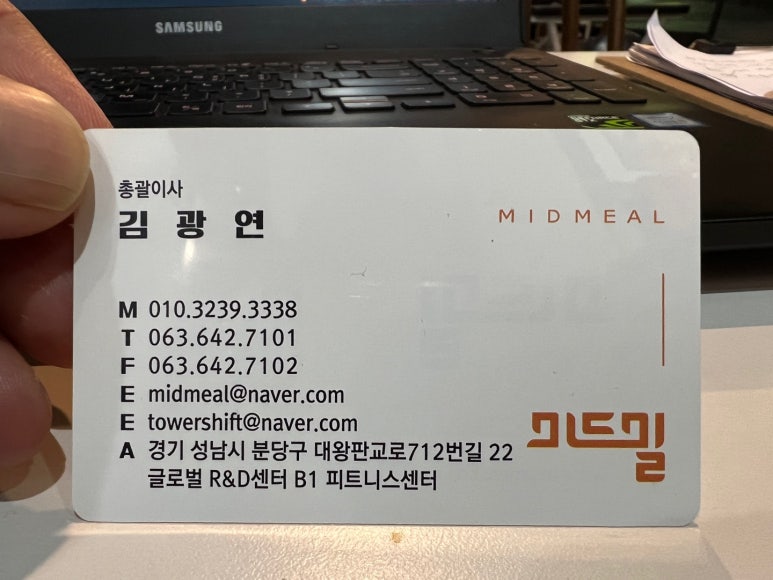 SAMSUNG
총괄이사
김 광 연
MIDMEAL
M 010.3239.3338
T 063.642.7101
F 063.642.7102
E midmeal@naver.com
E towershift@naver.com
A 경기 성남시 분당구 대왕판교로712번길 22
글로벌 R&D센터 B1 피트니스센터
미드밀